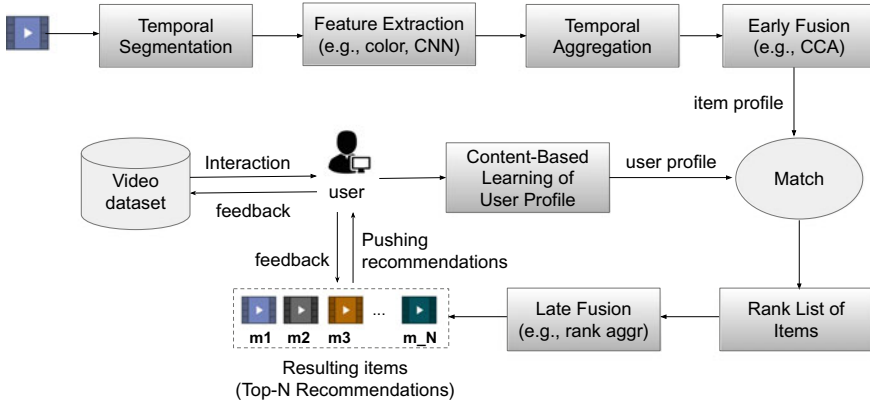 Temporal
Segmentation
Feature Extraction
(e.g., color, CNN)
Temporal
Aggregation
Early Fusion
(e.g., CCA)
item profile
Video
dataset
Interaction
feedback
user
Content-Based
Learning of
User Profile
user profile
Match
feedback
Pushing
recommendations
m1 m2 m3 ... m_N
Resulting items
(Top-N Recommendations)
Late Fusion
(e.g., rank aggr)
Rank List of
Items